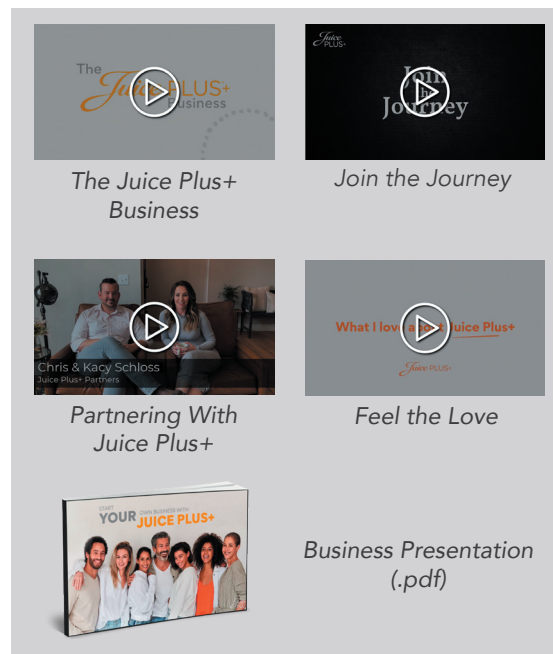 The
Juice PLUS+
Business
The Juice Plus+
Business
Juice
PLUS+
Join
the
Journey
Join the Journey
Chris & Kacy Schloss
Juice Plus+ Partners
Partnering With
Juice Plus+
What I love about Juice Plus+
Juice PLUS+
Feel the Love
START
YOUR OWN BUSINESS WITH
JUICE PLUS+
Business Presentation
(.pdf)